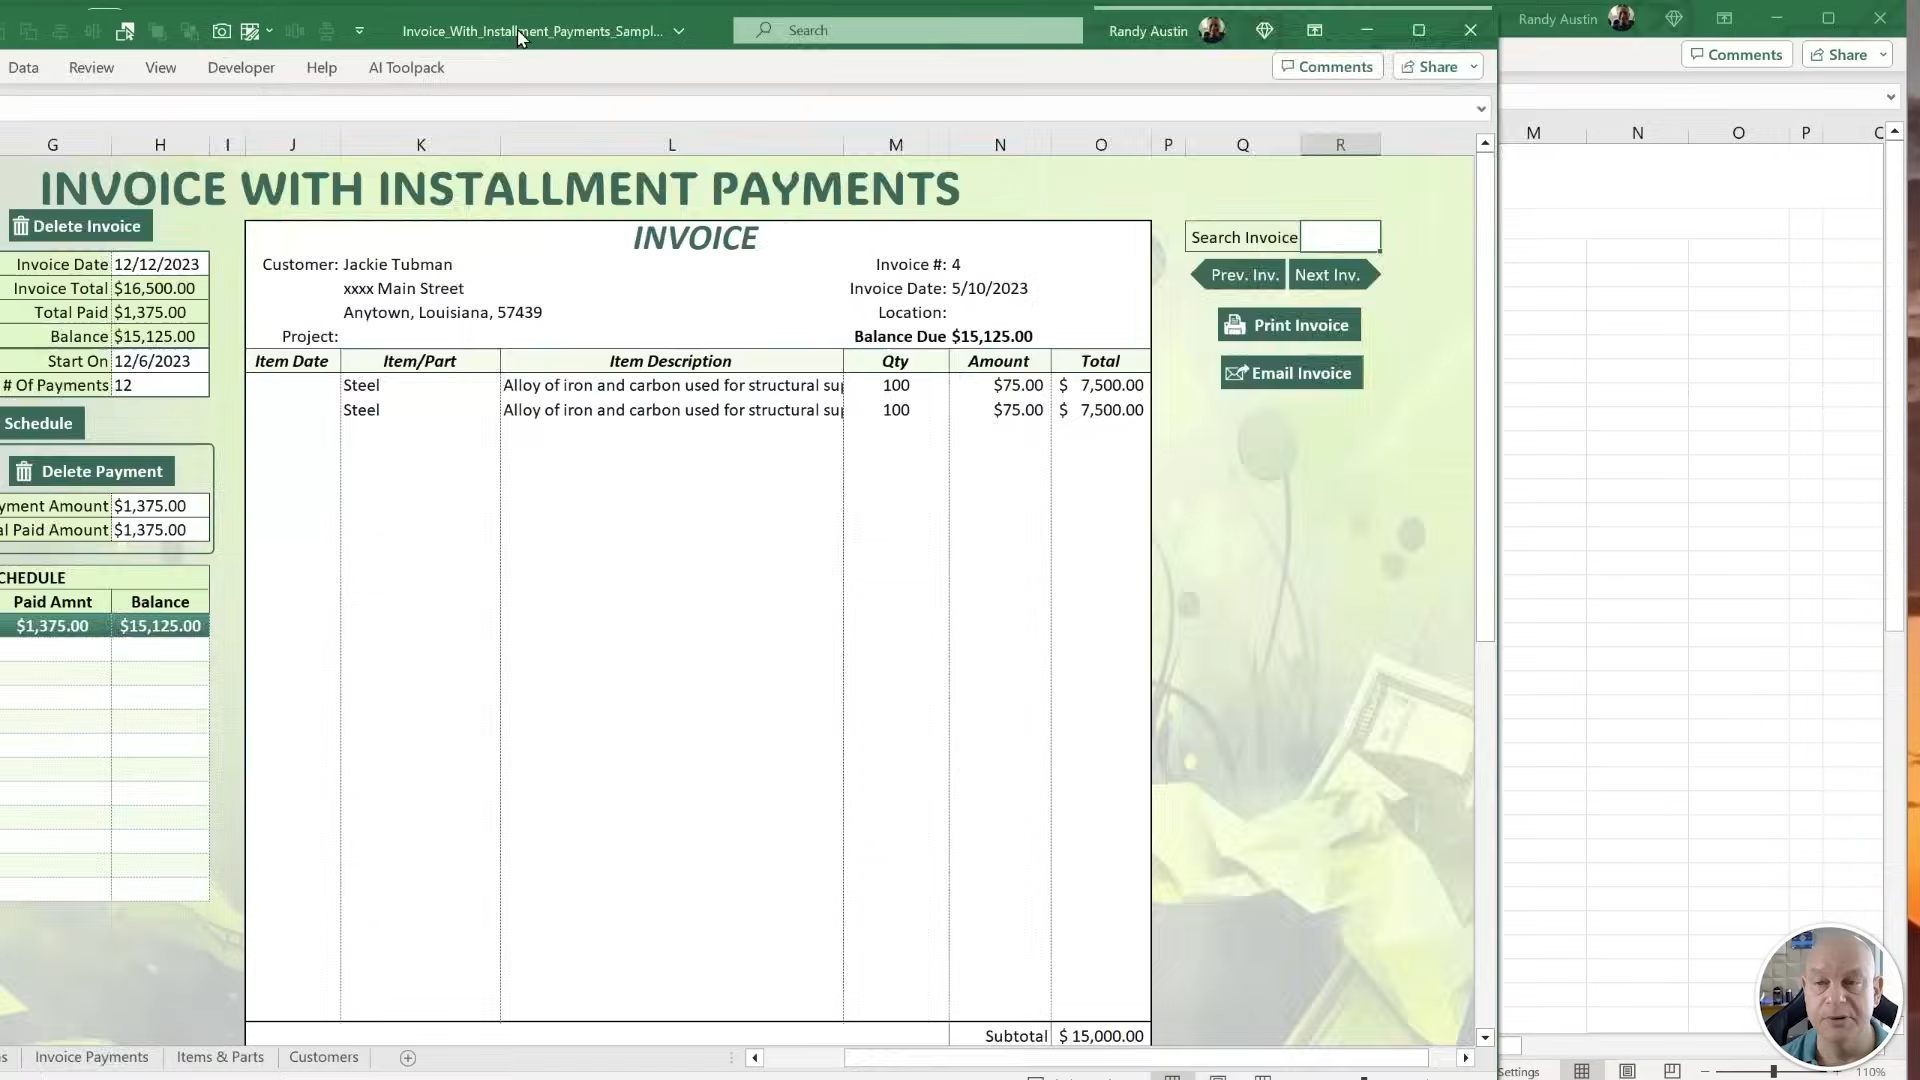 Invoice_With_Installment_Payments_Sampl...
Search
Randy Austin
Randy Austin
Data Review View Developer Help AI Toolpack
Comments Share
Comments Share
G H I J K L M N O P Q R
M N O P
INVOICE WITH INSTALLMENT PAYMENTS
Delete Invoice
Invoice Date 12/12/2023
Invoice Total $16,500.00
Total Paid $1,375.00
Balance $15,125.00
Start On 12/6/2023
# Of Payments 12
Schedule
Delete Payment
Amount $1,375.00
Paid Amount $1,375.00
Paid Amnt Balance
$1,375.00 $15,125.00
INVOICE
Customer: Jackie Tubman Invoice #: 4
xxxx Main Street Invoice Date: 5/10/2023
Anytown, Louisiana, 57439 Location:
Project: Balance Due $15,125.00
Item Date Item/Part Item Description Qty Amount Total
Steel Alloy of iron and carbon used for structural 100 $75.00 $ 7,500.00
Steel Alloy of iron and carbon used for structural 100 $75.00 $ 7,500.00
Subtotal $ 15,000.00
Search Invoice
Prev. Inv. Next Inv.
Print Invoice
Email Invoice
Invoice Payments Items & Parts Customers
Settings
110%